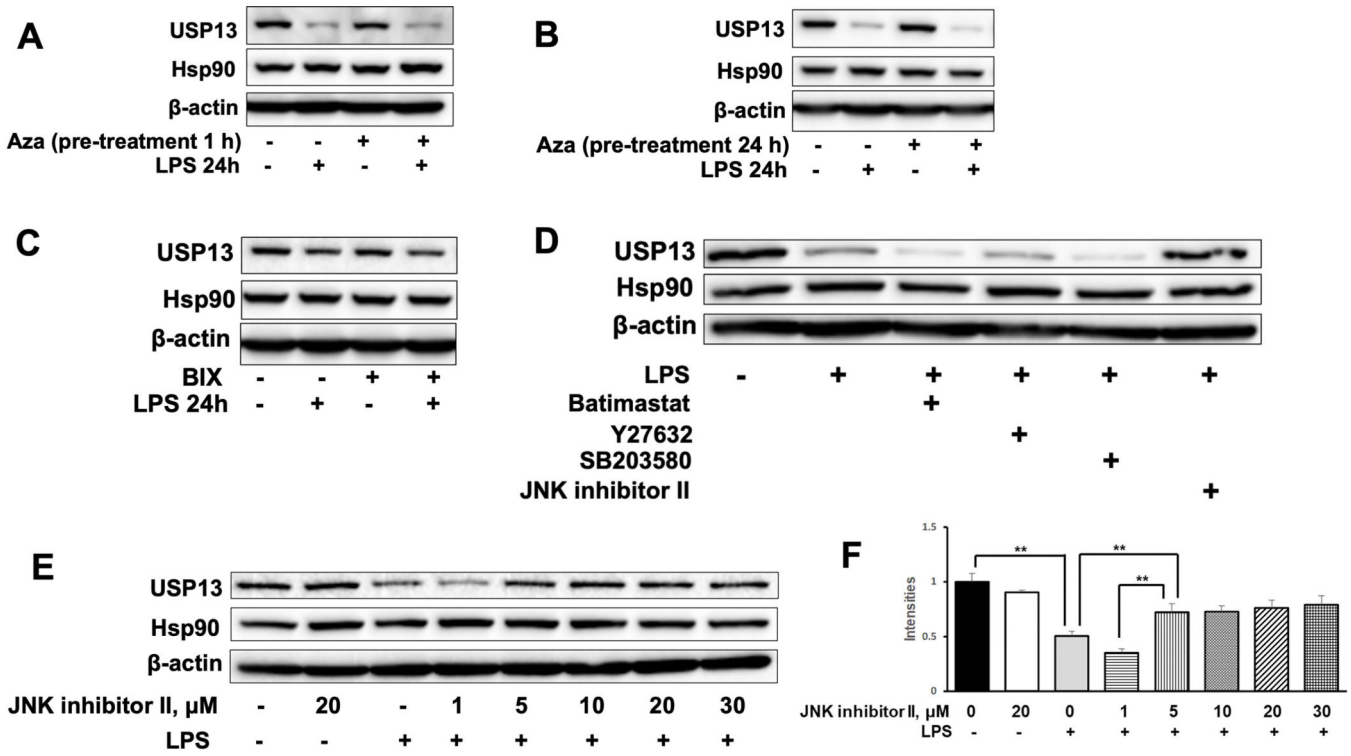 A
USP13
Hsp90
β-actin
Aza (pre-treatment 1 h) - - + +
LPS 24h - + - +
B
USP13
Hsp90
β-actin
Aza (pre-treatment 24 h) - - + +
LPS 24h - + - +
C
USP13
Hsp90
β-actin
BIX - - + +
LPS 24h - + - +
D
USP13
Hsp90
β-actin
LPS - + + + + +
Batimastat +
Y27632 +
SB203580 +
JNK inhibitor II +
E
USP13
Hsp90
β-actin
JNK inhibitor II, μM - 20 - 1 5 10 20 30
LPS - - + + + + + +
F
Intensities
1.5
1
0.5
0
** ** **
JNK inhibitor II, μM 0 20 0 1 5 10 20 30
LPS - - + + + + + +